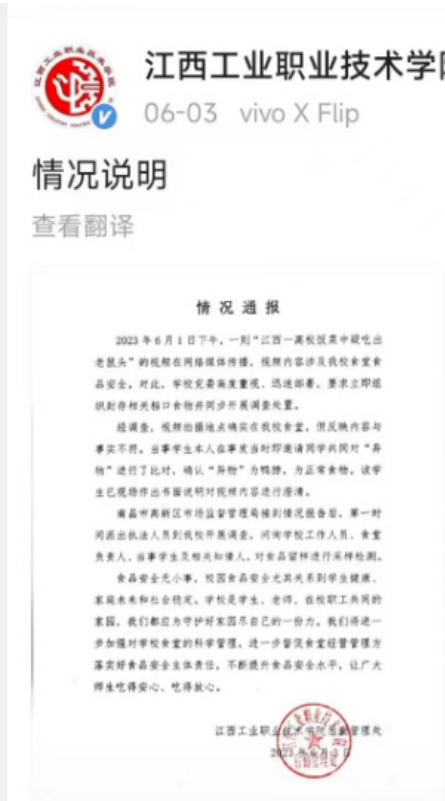 江西工业职业技术学
06-03 vivo X Flip
情况说明
查看翻译
情况通报
2023年6月1日下午，一则“江西一高校饭菜中疑吃出
老鼠头”的视频在网络媒体传播，视频内容涉及我校食堂食
品安全。对此，学校党委高度重视、迅速部署，要求立即组
织封存相关档口食物并同步开展调查处置。
经调查，视频拍摄地点确实在我校食堂，但反映内容与
事实不符。当事学生本人在事发当时即邀请同学共同对“异
物”进行了比对，确认“异物”为鸭脖，为正常食物。该学
生已现场作出书面说明对视频内容进行澄清。
南昌市高新区市场监督管理局接到情况报告后，第一时
间派出执法人员到我校开展调查，问询学校工作人员、食堂
负责人、当事学生及相关知情人，对食品留样进行采样检测。
食品安全无小事，校园食品安全尤其关系到学生健康、
家庭未来和社会稳定。学校是学生、老师、在校职工共同的
家园，我们都应为守护好家园尽自己的一份力。我们将进一
步加强对学校食堂的科学管理，进一步督促食堂经营管理方
落实好食品安全主体责任，不断提升食品安全水平，让广大
师生吃得安心、吃得放心。
江西工业职业技术学院后勤管理处
2023年6月3日